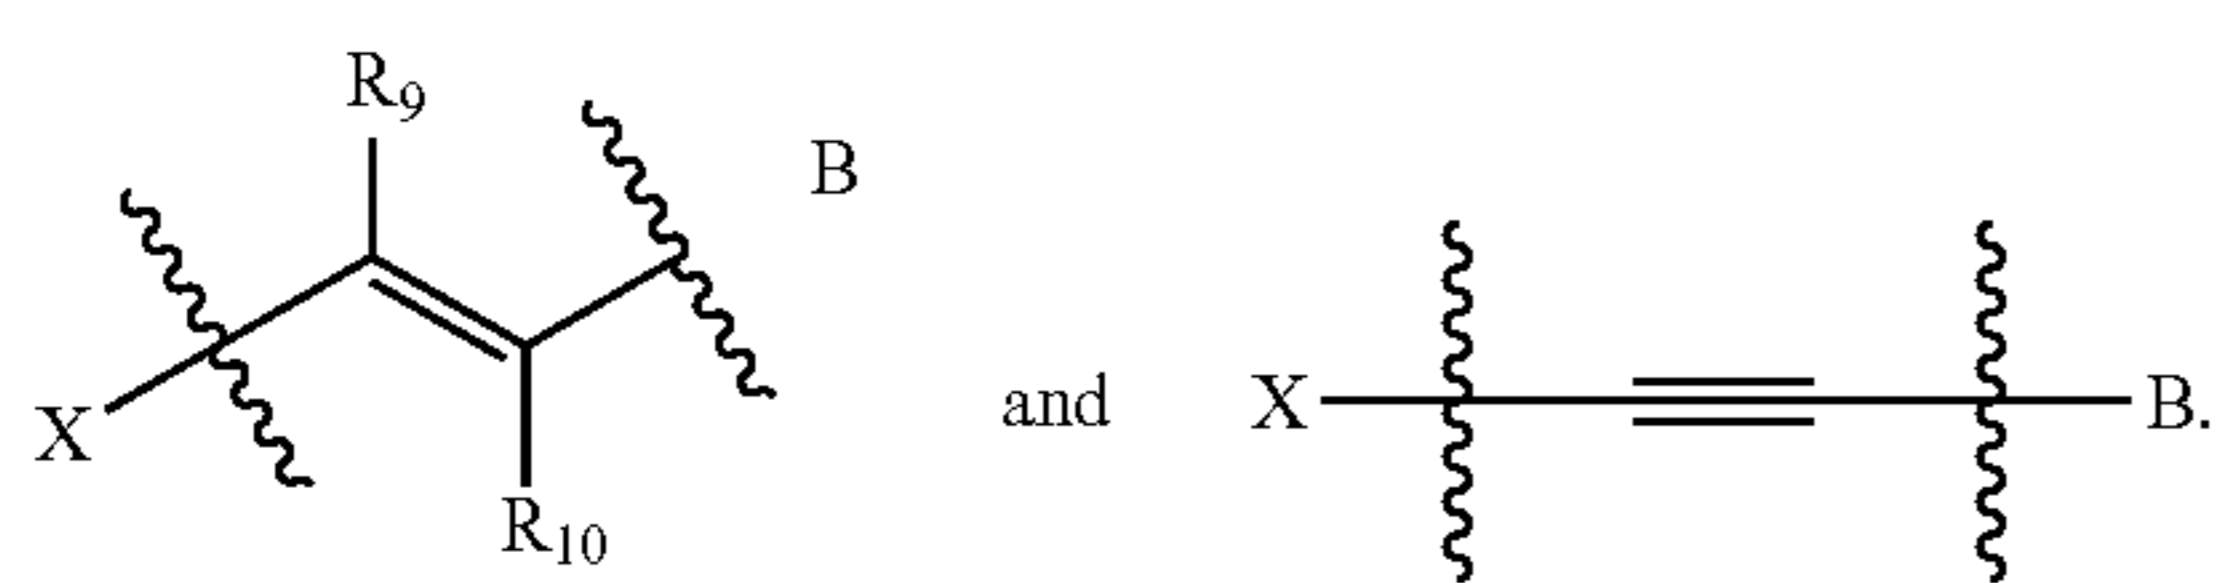 R₉
B
and
X
B.
X
R₁₀